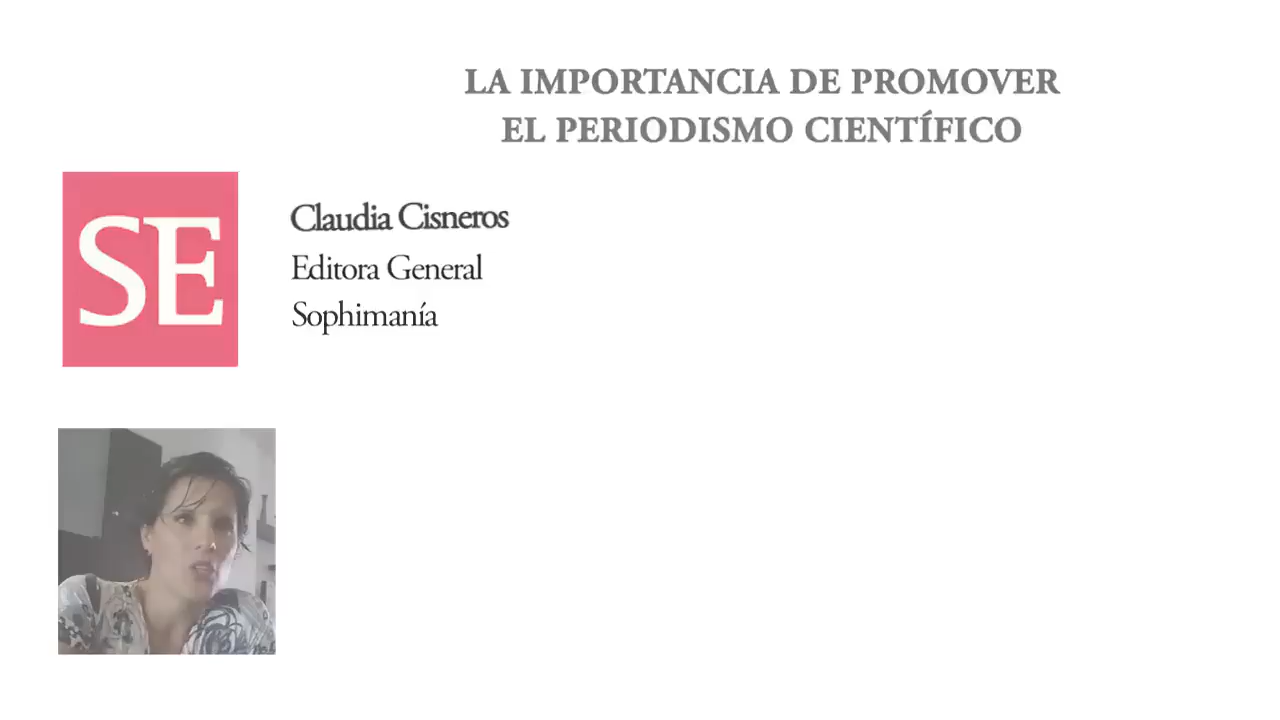 LA IMPORTANCIA DE PROMOVER
EL PERIODISMO CIENTÍFICO
SE
Claudia Cisneros
Editora General
Sophimanía